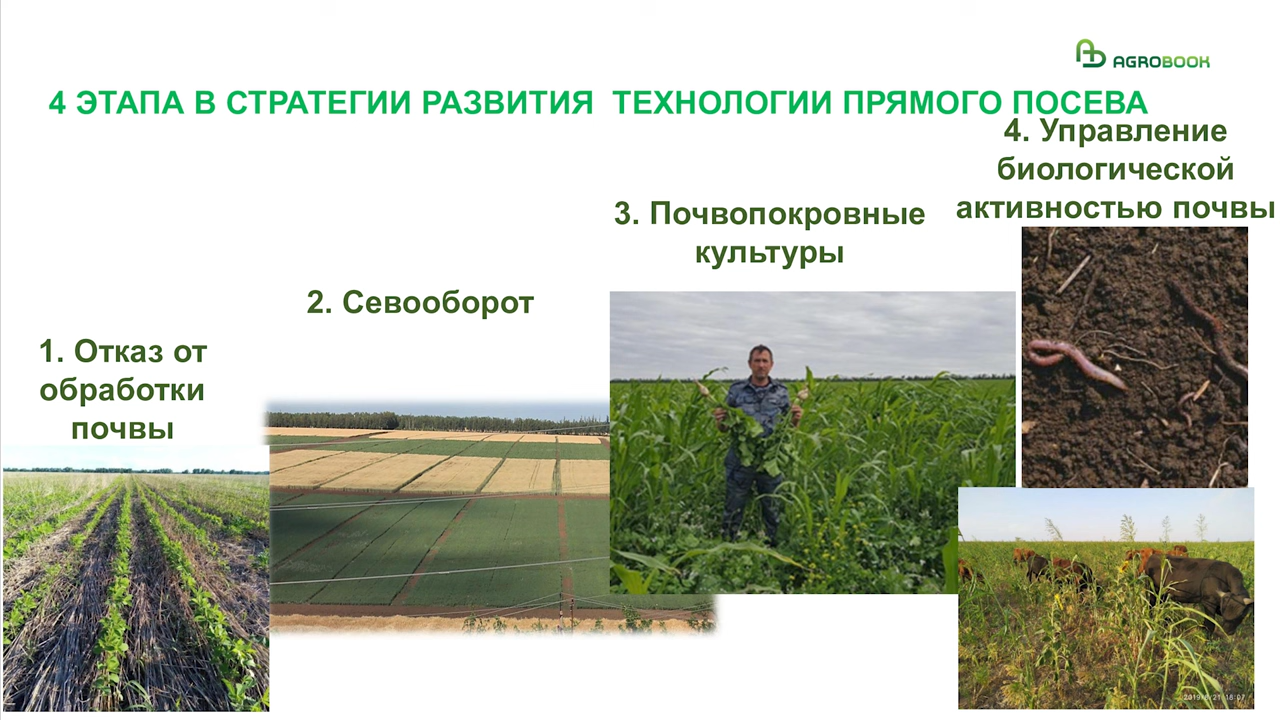 AGROBOOK
4 ЭТАПА В СТРАТЕГИИ РАЗВИТИЯ ТЕХНОЛОГИИ ПРЯМОГО ПОСЕВА
1. Отказ от
обработки
почвы
2. Севооборот
3. Почвопокровные
культуры
4. Управление
биологической
активностью почвы